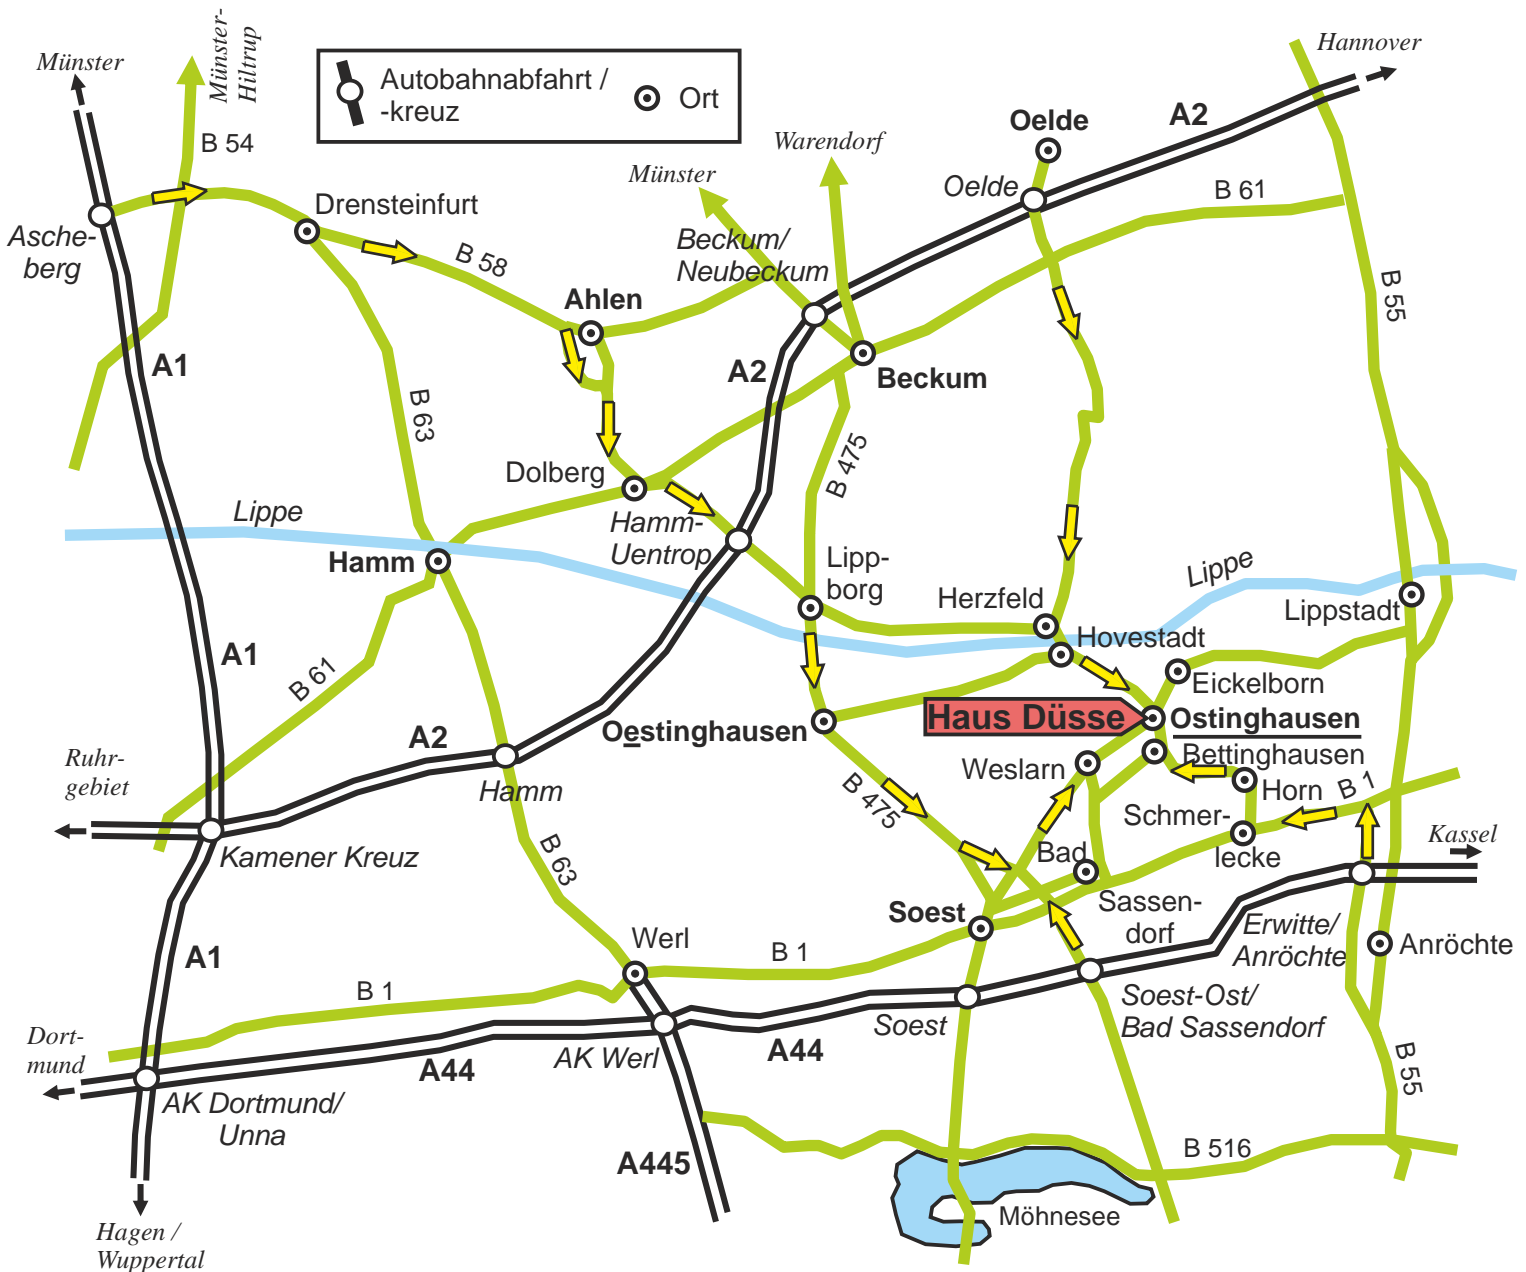 Münster
Münster-
Hiltrup
Autobahnabfahrt /
-kreuz
Ort
Hannover
A2
Oelde
B 54
Warendorf
Münster
Oelde
B 61
Drensteinfurt
Asche-
berg
B 58
Beckum/
Neubeckum
B 55
Ahlen
A1
A2
Beckum
B 63
B 475
Dolberg
Lippe
Hamm-
Uentrop
Hamm
Lipp-
borg
Lippe
Herzfeld
Lippstadt
Hovestadt
A1
B 61
Eickelborn
Haus Düsse
Ostinghausen
Oestinghausen
A2
Bettinghausen
Ruhr-
gebiet
Weslarn
Horn
B 1
Hamm
B 475
Schmer-
lecke
Kassel
Kamener Kreuz
B 63
Bad
Sassen-
dorf
Soest
Erwitte/
Anröchte
Anröchte
Werl
A1
B 1
B 1
Soest-Ost/
Bad Sassendorf
Soest
Dort-
mund
AK Werl
A44
A44
B 55
AK Dortmund/
Unna
A445
B 516
Möhnesee
Hagen /
Wuppertal